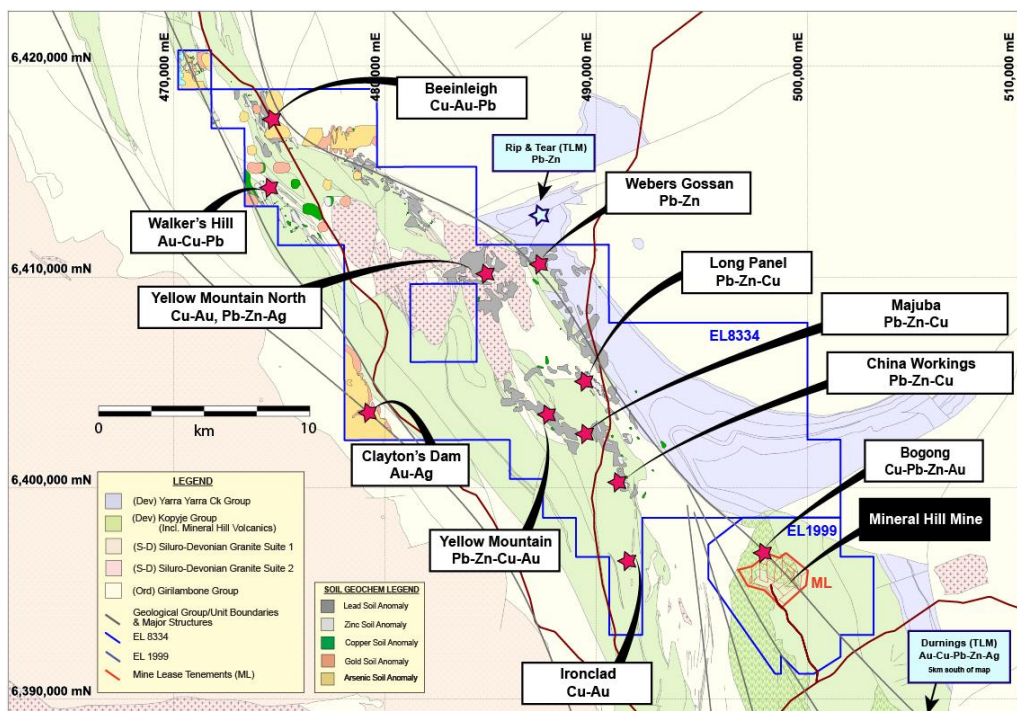 6,420,000 mN
470,000 mE
480,000 mE
490,000 mE
500,000 mE
510,000 mE
Beeinleigh
Cu-Au-Pb
Rip & Tear (TLM)
Pb-Zn
Webers Gossan
Pb-Zn
Walker's Hill
Au-Cu-Pb
Long Panel
Pb-Zn-Cu
6,410,000 mN
Yellow Mountain North
Cu-Au, Pb-Zn-Ag
Majuba
Pb-Zn-Cu
EL8334
China Workings
Pb-Zn-Cu
0
km
10
Clayton's Dam
Au-Ag
Bogong
Cu-Pb-Zn-Au
6,400,000 mN
Mineral Hill Mine
EL1999
ML
Yellow Mountain
Pb-Zn-Cu-Au
LEGEND
(Dev) Yarra Yarra Ck Group
(Dev) Kopyje Group
(Incl. Mineral Hill Volcanics)
(S-D) Siluro-Devonian Granite Suite 1
(S-D) Siluro-Devonian Granite Suite 2
(Ord) Girilambone Group
Geological Group/Unit Boundaries
& Major Structures
EL 8334
EL 1999
Mine Lease Tenements (ML)
SOIL GEOCHEM LEGEND
Lead Soil Anomaly
Zinc Soil Anomaly
Copper Soil Anomaly
Gold Soil Anomaly
Arsenic Soil Anomaly
Ironclad
Cu-Au
Durnings (TLM)
Au-Cu-Pb-Zn-Ag
5km south of map
6,390,000 mN